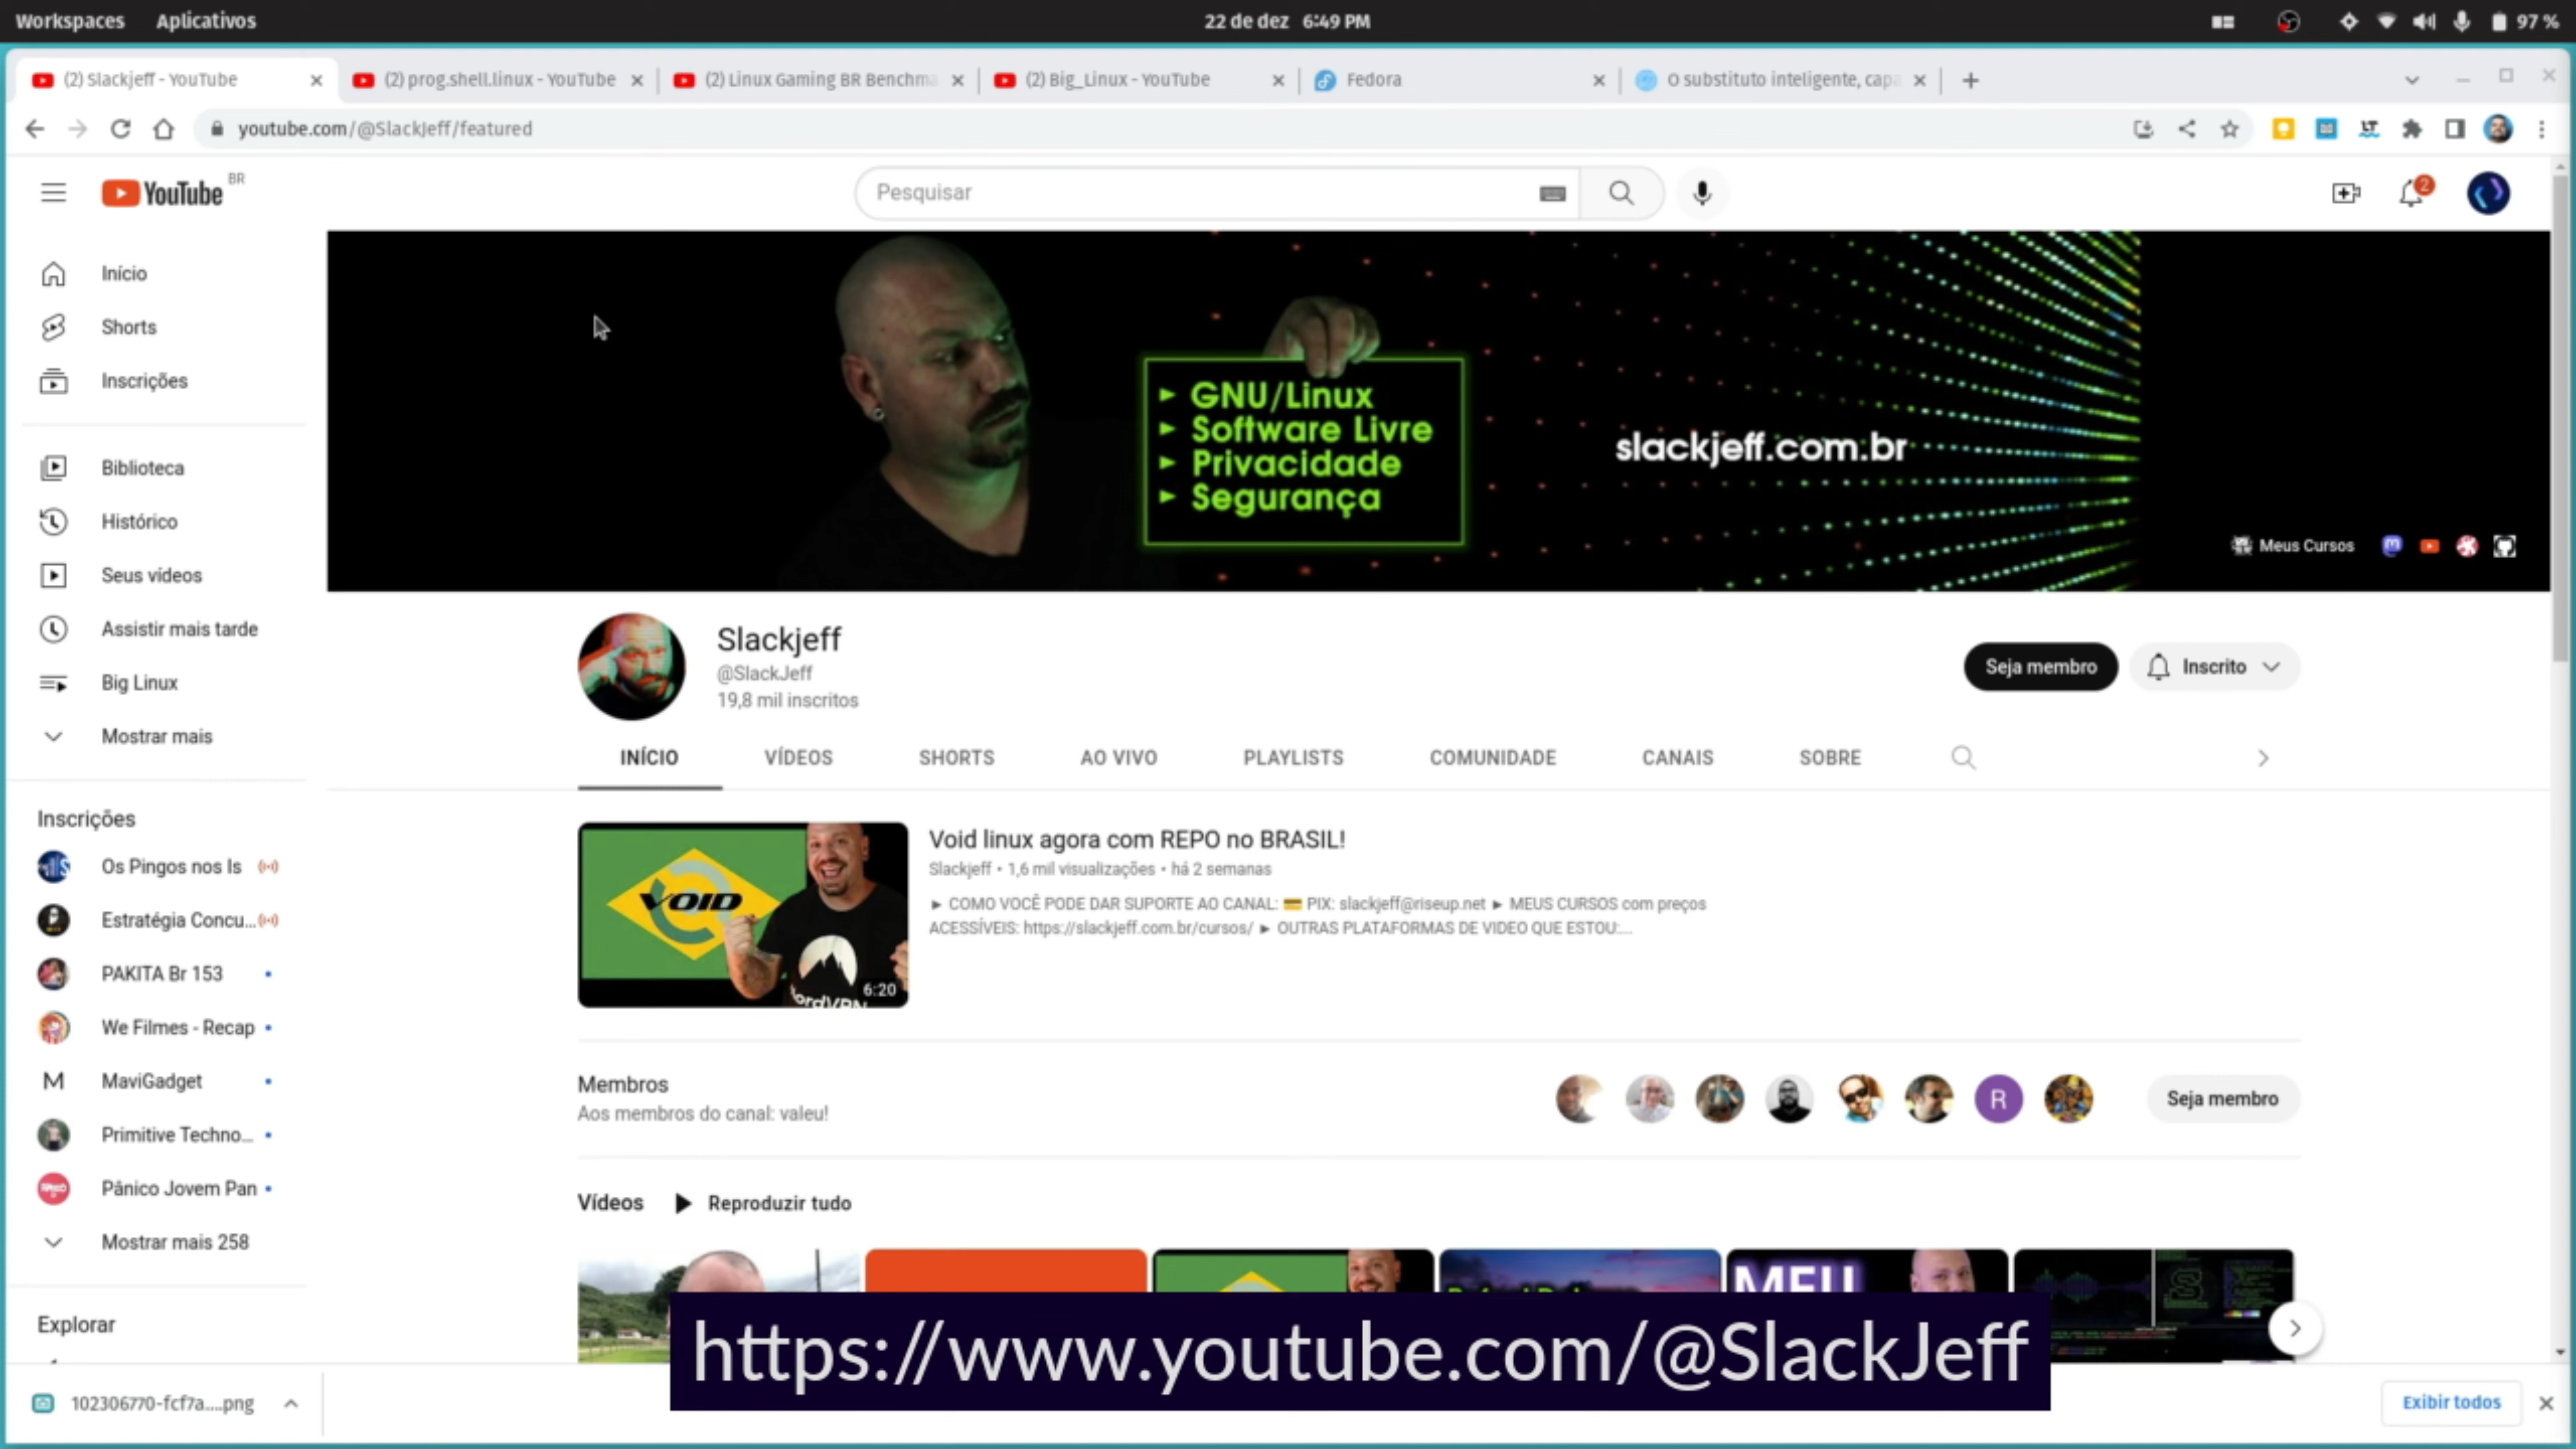 Workspaces Aplicativos 22 de dez 6:49 PM 97 %
(2) Slackjeff - YouTube (2) prog.shell.linux - YouTube (2) Linux Gaming BR Benchma (2) Big_Linux - YouTube Fedora O substituto inteligente, capa
youtube.com/@SlackJeff/featured
YouTube BR
Pesquisar
2
Início
Shorts
Inscrições
Biblioteca
Histórico
Seus vídeos
Assistir mais tarde
Big Linux
Mostrar mais
Inscrições
Os Pingos nos Is
Estratégia Concu...
PAKITA Br 153
We Filmes - Recap
MaviGadget
Primitive Techno...
Pânico Jovem Pan
Mostrar mais 258
Explorar
► GNU/Linux
► Software Livre
► Privacidade
► Segurança
slackjeff.com.br
Meus Cursos
Slackjeff
@SlackJeff
19,8 mil inscritos
Seja membro
Inscrito
INÍCIO VÍDEOS SHORTS AO VIVO PLAYLISTS COMUNIDADE CANAIS SOBRE
VOID
6:20
Void linux agora com REPO no BRASIL!
Slackjeff • 1,6 mil visualizações • há 2 semanas
► COMO VOCÊ PODE DAR SUPORTE AO CANAL: 💳 PIX: slackjeff@riseup.net ► MEUS CURSOS com preços
ACESSÍVEIS: https://slackjeff.com.br/cursos/ ► OUTRAS PLATAFORMAS DE VIDEO QUE ESTOU:...
Membros
Aos membros do canal: valeu!
R
Seja membro
Vídeos Reproduzir tudo
MEU
https://www.youtube.com/@SlackJeff
102306770-fcf7a....png
Exibir todos